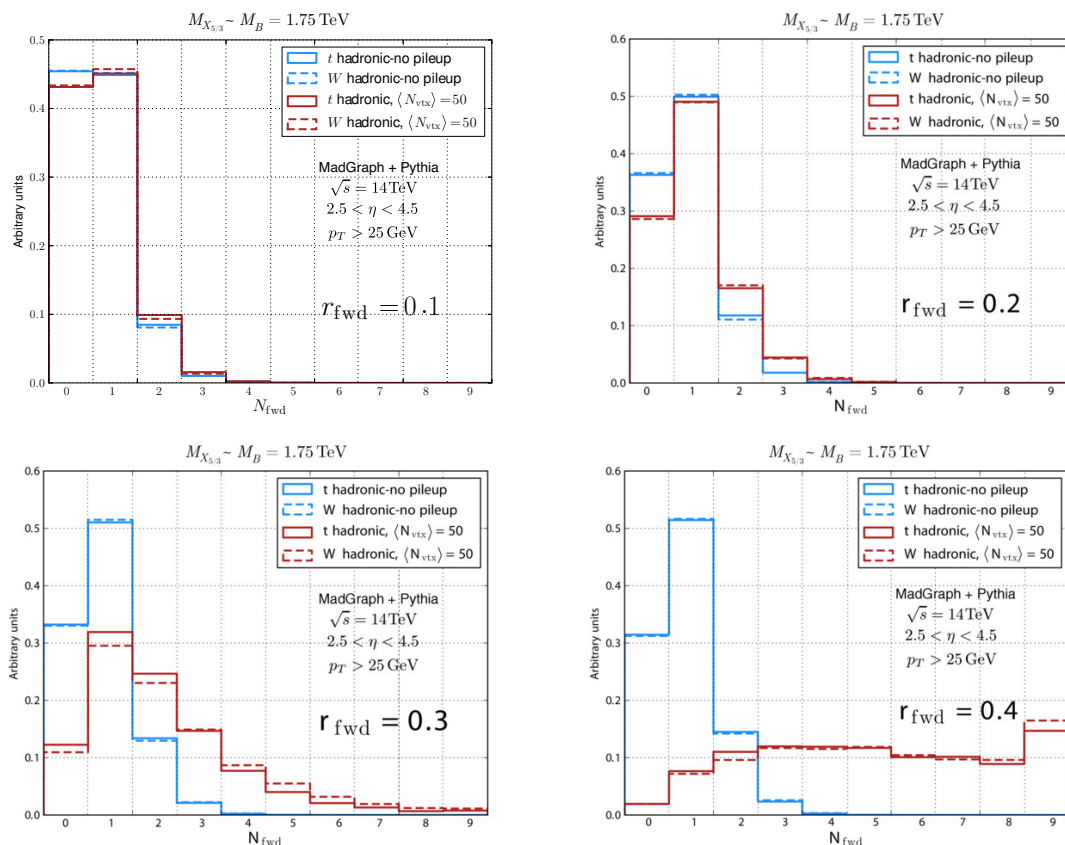 M_{X_{5/3}} ~ M_B = 1.75 TeV
0.5
0.4
0.3
0.2
0.1
0.0
Arbitrary units
t hadronic-no pileup
W hadronic-no pileup
t hadronic, ⟨N_vtx⟩ = 50
W hadronic, ⟨N_vtx⟩ = 50
MadGraph + Pythia
√s = 14 TeV
2.5 < η < 4.5
p_T > 25 GeV
r_fwd = 0.1
0 1 2 3 4 5 6 7 8 9
N_fwd
M_{X_{5/3}} ~ M_B = 1.75 TeV
0.6
0.5
0.4
0.3
0.2
0.1
0.0
Arbitrary units
t hadronic-no pileup
W hadronic-no pileup
t hadronic, ⟨N_vtx⟩ = 50
W hadronic, ⟨N_vtx⟩ = 50
MadGraph + Pythia
√s = 14 TeV
2.5 < η < 4.5
p_T > 25 GeV
r_fwd = 0.2
0 1 2 3 4 5 6 7 8 9
N_fwd
M_{X_{5/3}} ~ M_B = 1.75 TeV
0.6
0.5
0.4
0.3
0.2
0.1
0.0
Arbitrary units
t hadronic-no pileup
W hadronic-no pileup
t hadronic, ⟨N_vtx⟩ = 50
W hadronic, ⟨N_vtx⟩ = 50
MadGraph + Pythia
√s = 14 TeV
2.5 < η < 4.5
p_T > 25 GeV
r_fwd = 0.3
0 1 2 3 4 5 6 7 8 9
N_fwd
M_{X_{5/3}} ~ M_B = 1.75 TeV
0.6
0.5
0.4
0.3
0.2
0.1
0.0
Arbitrary units
t hadronic-no pileup
W hadronic-no pileup
t hadronic, ⟨N_vtx⟩ = 50
W hadronic, ⟨N_vtx⟩ = 50
MadGraph + Pythia
√s = 14 TeV
2.5 < η < 4.5
p_T > 25 GeV
r_fwd = 0.4
0 1 2 3 4 5 6 7 8 9
N_fwd